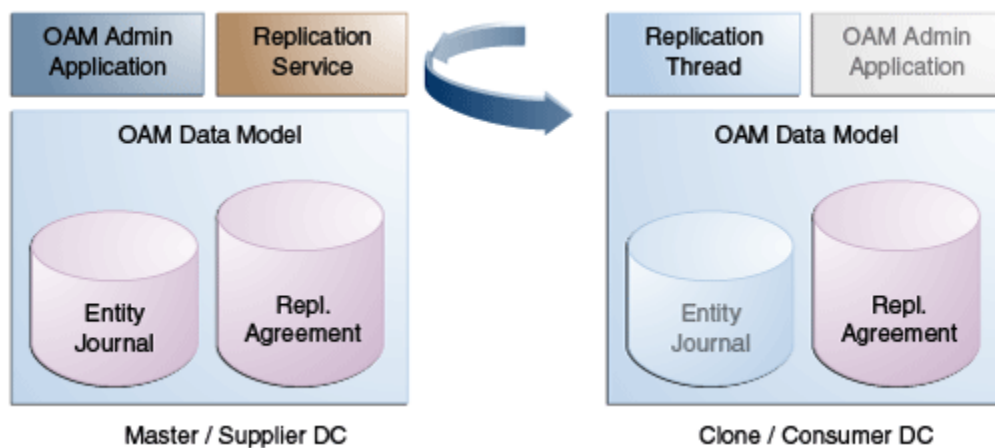 OAM Admin
Application
Replication
Service
Replication
Thread
OAM Admin
Application
OAM Data Model
Entity
Journal
Repl.
Agreement
Master / Supplier DC
OAM Data Model
Entity
Journal
Repl.
Agreement
Clone / Consumer DC